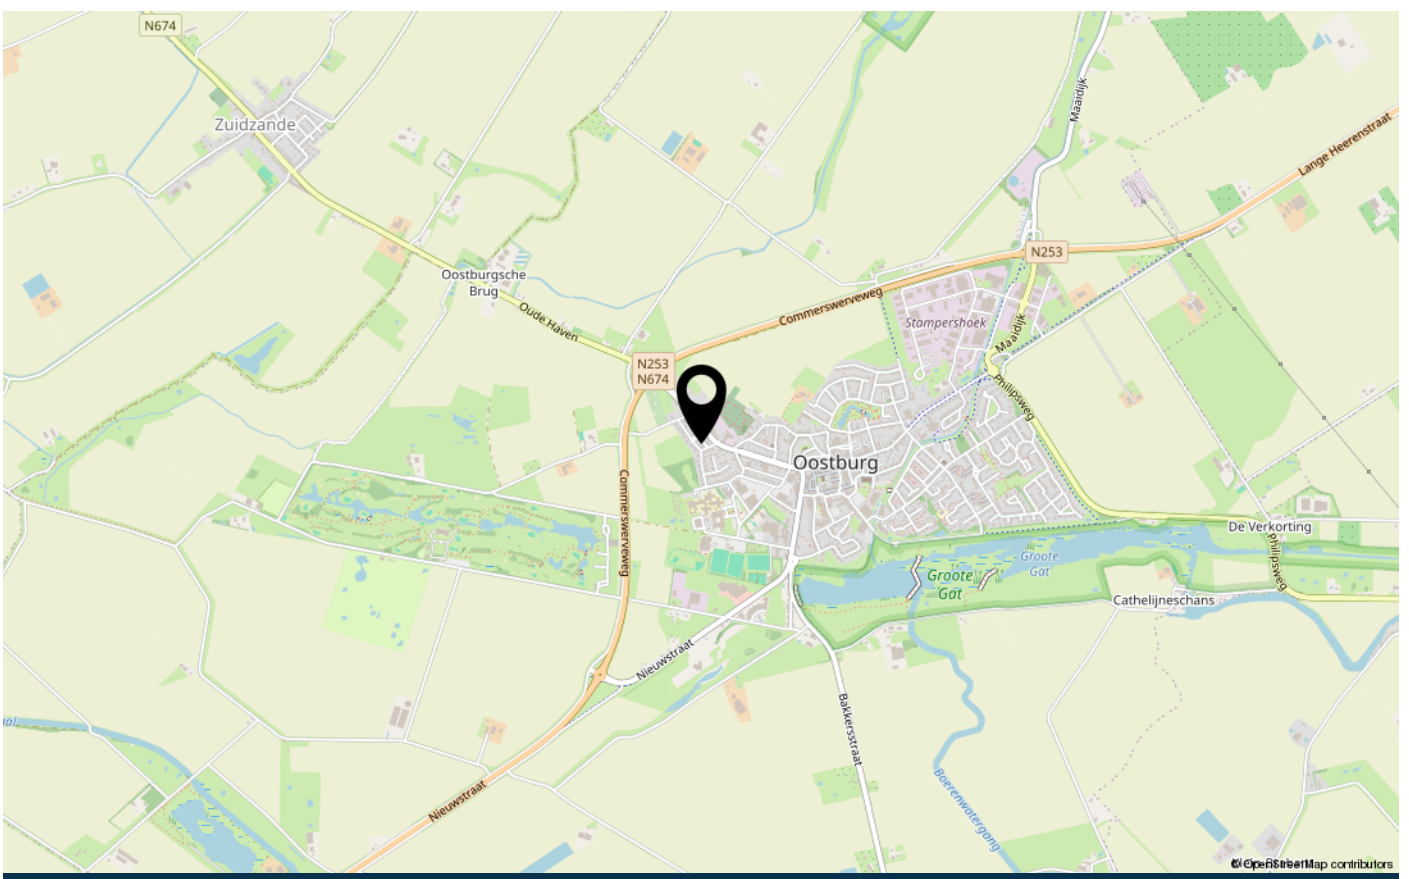 N674
Maaidijk
Zuidzande
Lange Heerenstraat
N253
Oostburgsche
Brug
Oude Haven
Commerswerveweg
Stampershoek
Maaidijk
N253
N674
Philipsweg
Oostburg
Commerswerveweg
De Verkorting
Groote
Gat
Groote
Gat
Philipsweg
Cathelijneschans
Nieuwstraat
Bakkersstraat
Boerenwatergang
Nieuwstraat
© OpenStreetMap contributors